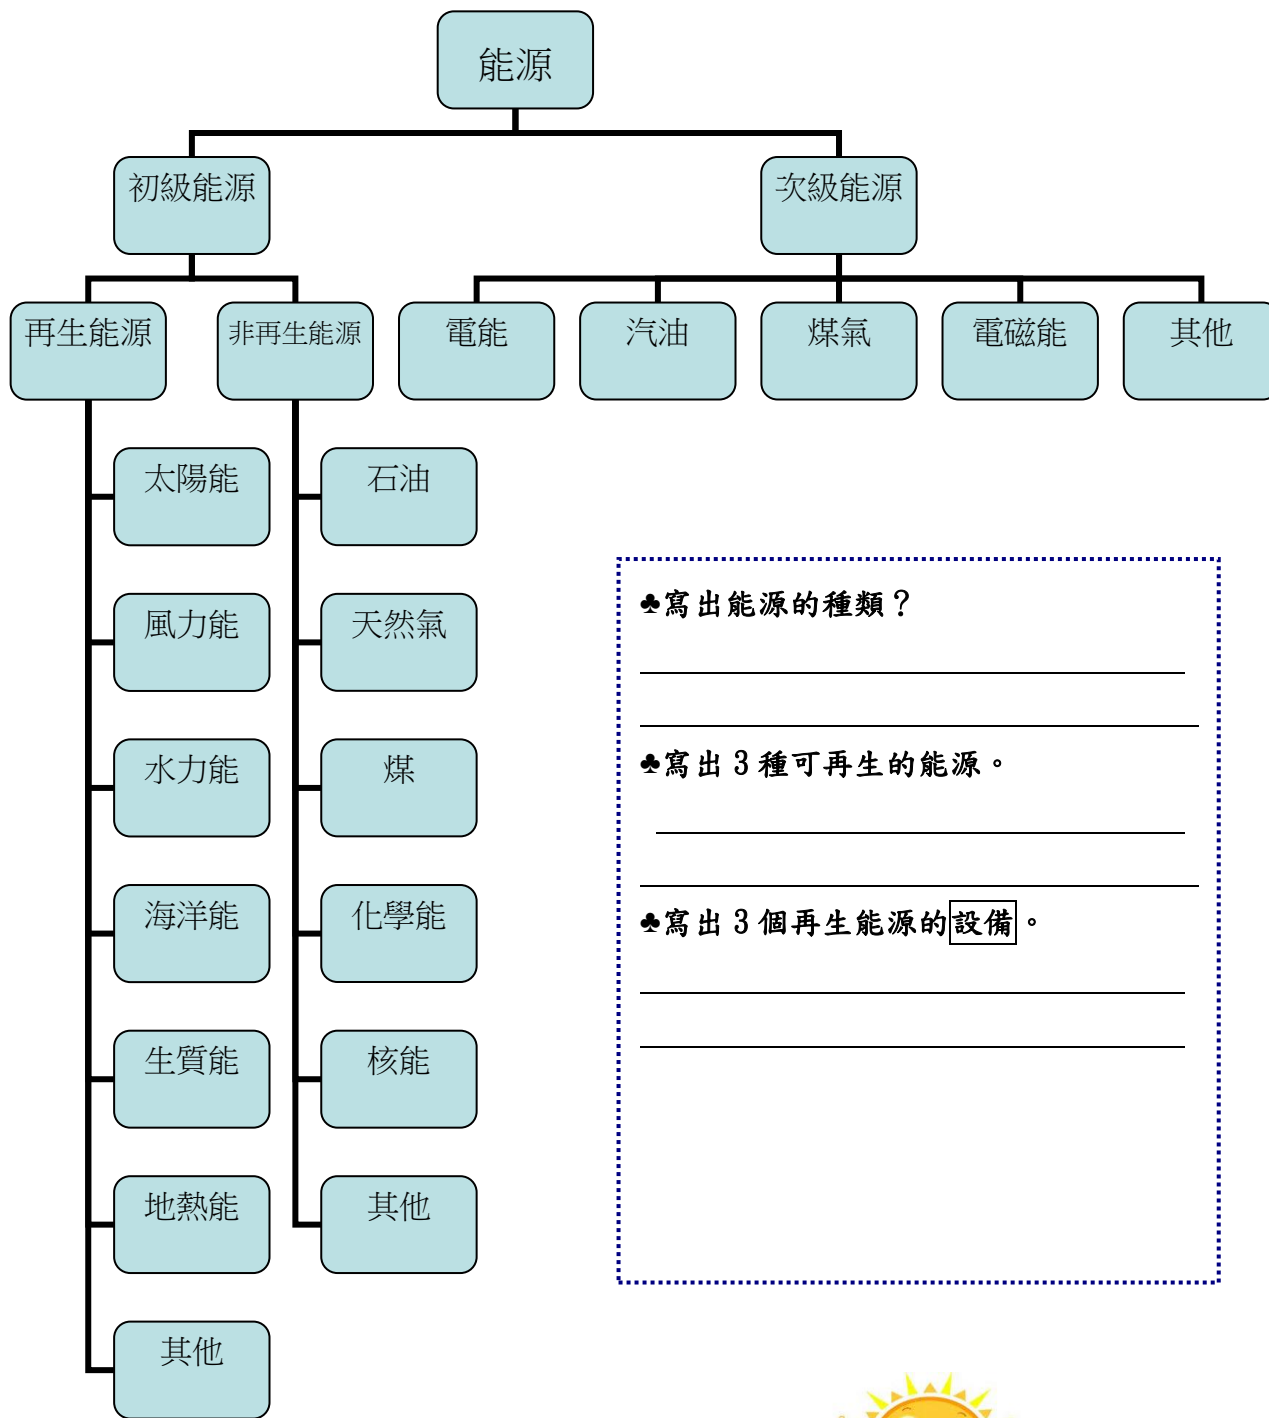 能源
初級能源
次級能源
再生能源
非再生能源
電能
汽油
煤氣
電磁能
其他
太陽能
石油
風力能
天然氣
水力能
煤
海洋能
化學能
生質能
核能
地熱能
其他
其他
♣寫出能源的種類？
♣寫出 3 種可再生的能源。
♣寫出 3 個再生能源的設備。